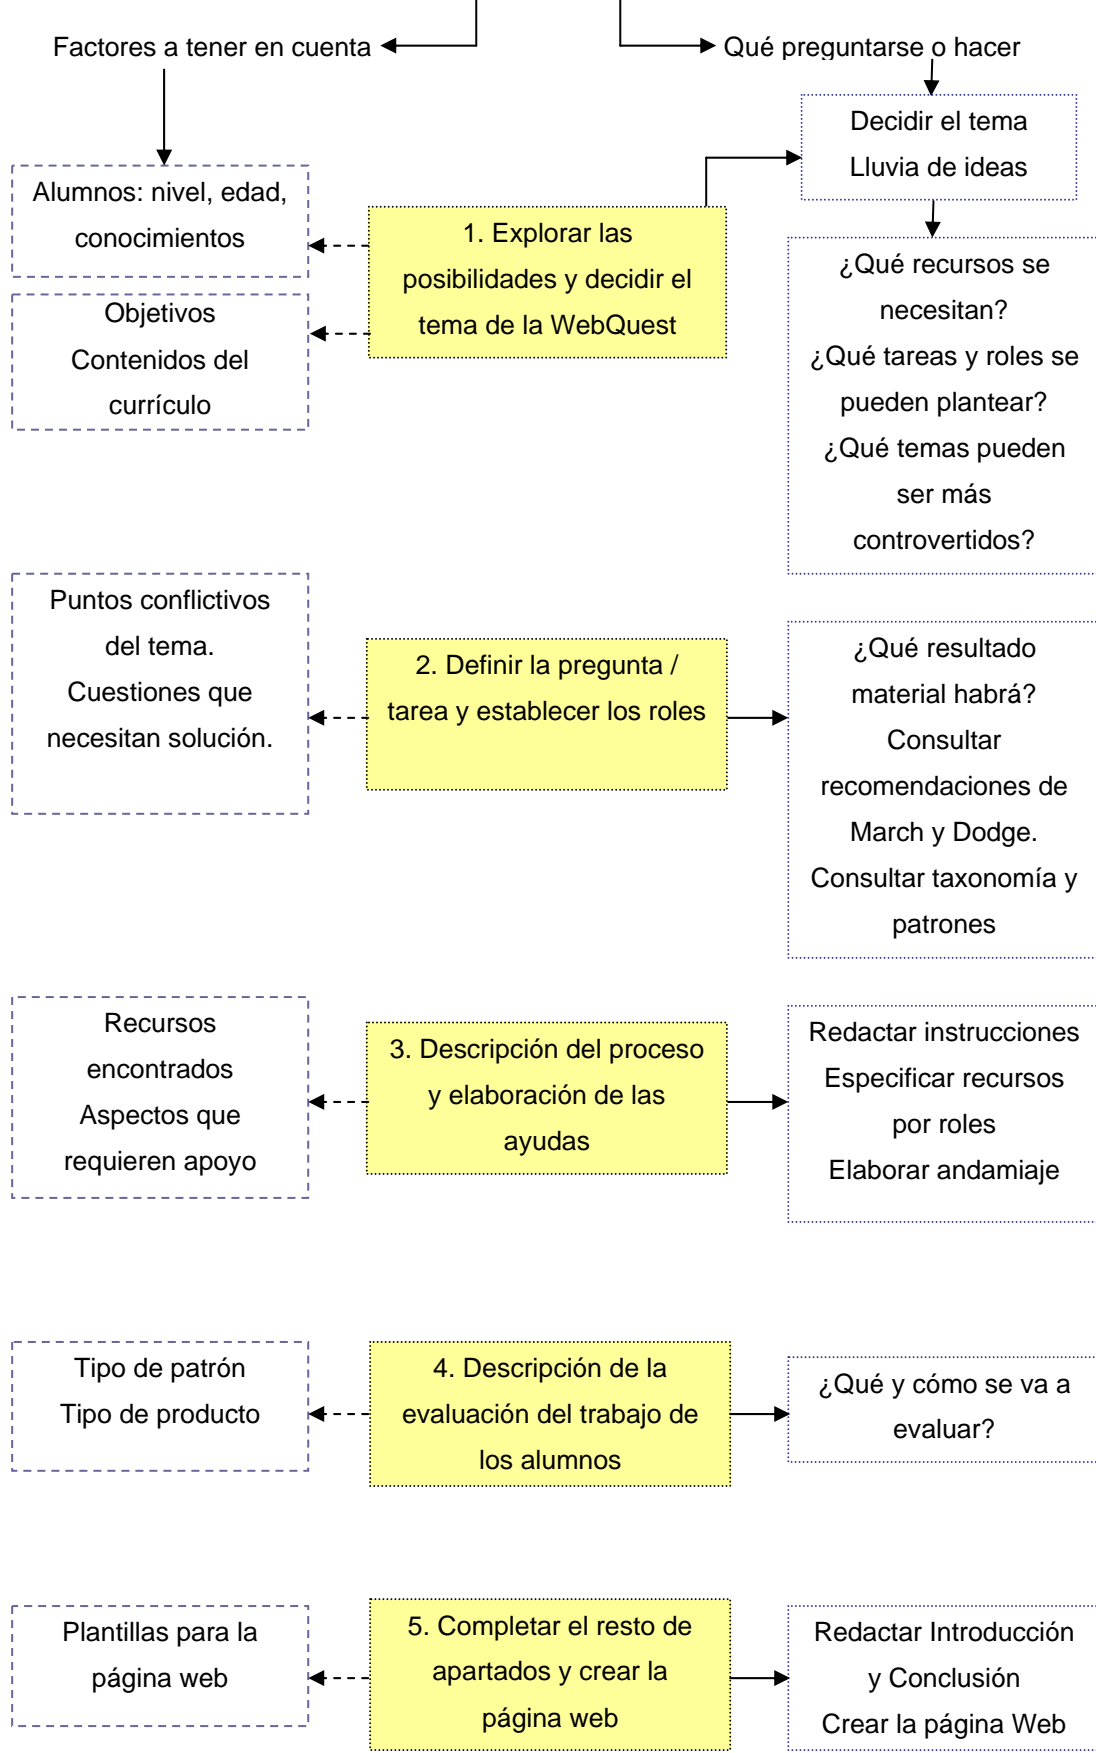 Factores a tener en cuenta
Qué preguntarse o hacer
Decidir el tema
Lluvia de ideas
Alumnos: nivel, edad,
conocimientos
Objetivos
Contenidos del
currículo
1. Explorar las
posibilidades y decidir el
tema de la WebQuest
¿Qué recursos se
necesitan?
¿Qué tareas y roles se
pueden plantear?
¿Qué temas pueden
ser más
controvertidos?
Puntos conflictivos
del tema.
Cuestiones que
necesitan solución.
2. Definir la pregunta /
tarea y establecer los roles
¿Qué resultado
material habrá?
Consultar
recomendaciones de
March y Dodge.
Consultar taxonomía y
patrones
Recursos
encontrados
Aspectos que
requieren apoyo
3. Descripción del proceso
y elaboración de las
ayudas
Redactar instrucciones
Especificar recursos
por roles
Elaborar andamiaje
Tipo de patrón
Tipo de producto
4. Descripción de la
evaluación del trabajo de
los alumnos
¿Qué y cómo se va a
evaluar?
Plantillas para la
página web
5. Completar el resto de
apartados y crear la
página web
Redactar Introducción
y Conclusión
Crear la página Web